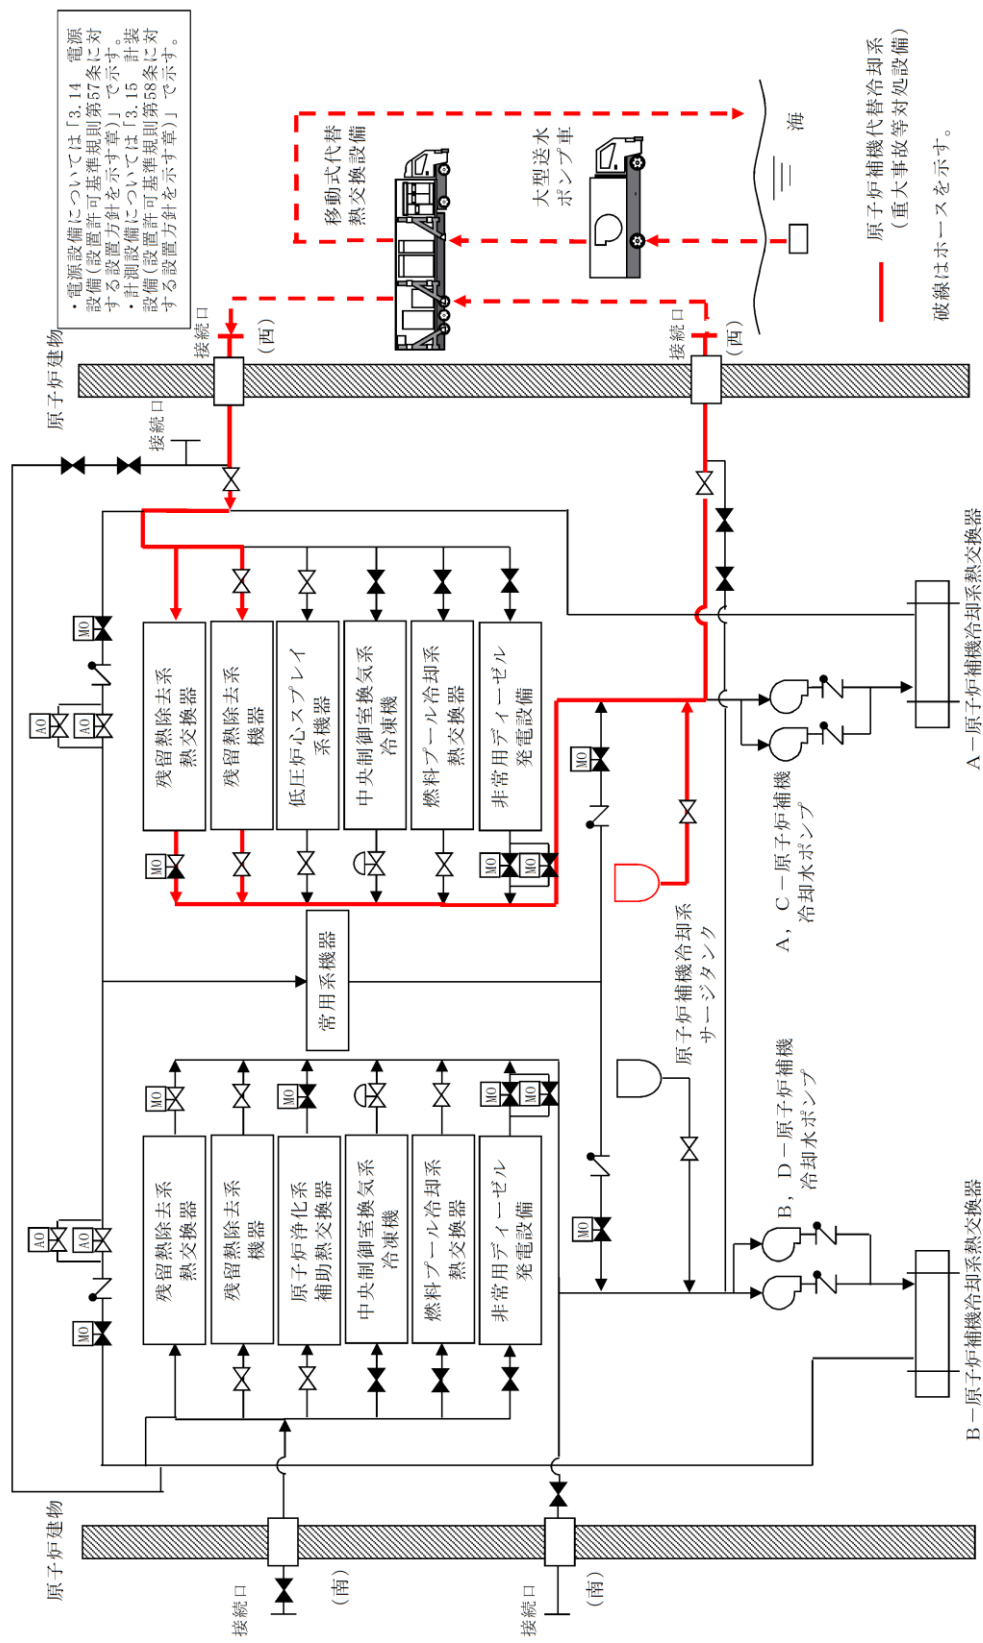 ・電源設備については「3.14 電源
設備(設置許可基準規則第57条に対
する設置方針を示す章)」で示す。
・計測設備については「3.15 計装
設備(設置許可基準規則第58条に対
する設置方針を示す章)」で示す。
原子炉建物
接続口
接続口
(西)
移動式代替
熱交換設備
大型送水
ポンプ車
海
接続口
(西)
原子炉補機代替冷却系
(重大事故等対処設備)
破線はホースを示す。
MO
AO
AO
残留熱除去系
熱交換器
残留熱除去系
機器
低圧炉心スプレイ
系機器
中央制御室換気系
冷凍機
燃料プール冷却系
熱交換器
非常用ディーゼル
発電設備
MO
MO
MO
MO
A,C-原子炉補機
冷却水ポンプ
A-原子炉補機冷却系熱交換器
常用系機器
原子炉補機冷却系
サージタンク
AO
AO
MO
MO
MO
MO
MO
MO
残留熱除去系
熱交換器
残留熱除去系
機器
原子炉浄化系
補助熱交換器
中央制御室換気系
冷凍機
燃料プール冷却系
熱交換器
非常用ディーゼル
発電設備
B,D-原子炉補機
冷却水ポンプ
B-原子炉補機冷却系熱交換器
原子炉建物
接続口
(南)
接続口
(南)